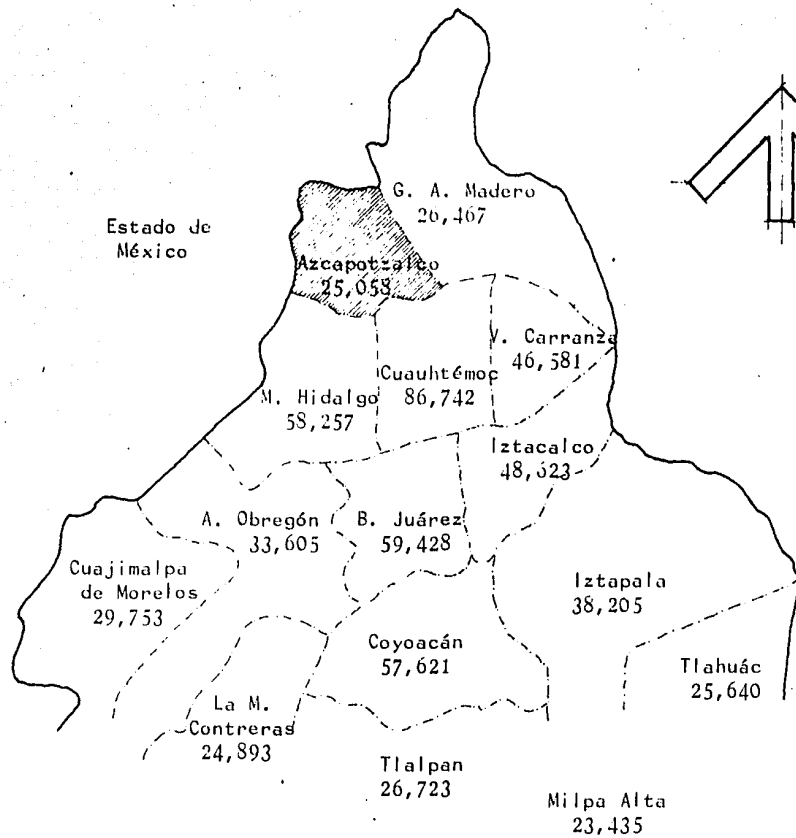 G. A. Madero
26,467
Estado de
México
Azcapotzalco
25,058
V. Carranza
46,581
Cuauhtémoc
86,742
M. Hidalgo
58,257
Iztacalco
48,623
A. Obregón
33,605
B. Juárez
59,428
Cuajimalpa
de Morelos
29,753
Iztapala
38,205
Coyoacán
57,621
Tlahuác
25,640
La M.
Contreras
24,893
Tlalpan
26,723
Milpa Alta
23,435